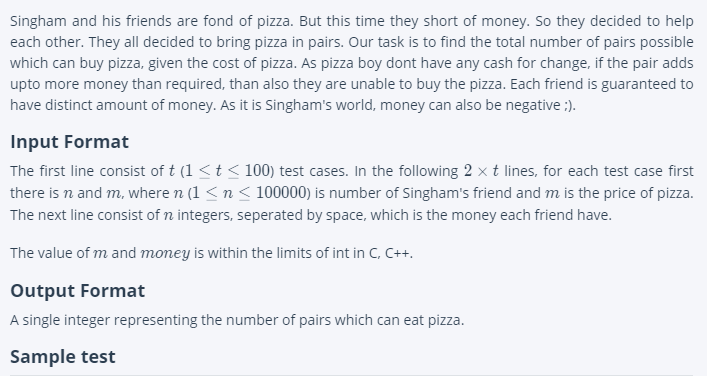 Singham and his friends are fond of pizza. But this time they short of money. So they decided to help
each other. They all decided to bring pizza in pairs. Our task is to find the total number of pairs possible
which can buy pizza, given the cost of pizza. As pizza boy dont have any cash for change, if the pair adds
upto more money than required, than also they are unable to buy the pizza. Each friend is guaranteed to
have distinct amount of money. As it is Singham's world, money can also be negative ;).
Input Format
The first line consist of t (1 ≤ t ≤ 100) test cases. In the following 2 × t lines, for each test case first
there is n and m, where n (1 ≤ n ≤ 100000) is number of Singham's friend and m is the price of pizza.
The next line consist of n integers, seperated by space, which is the money each friend have.
The value of m and money is within the limits of int in C, C++.
Output Format
A single integer representing the number of pairs which can eat pizza.
Sample test